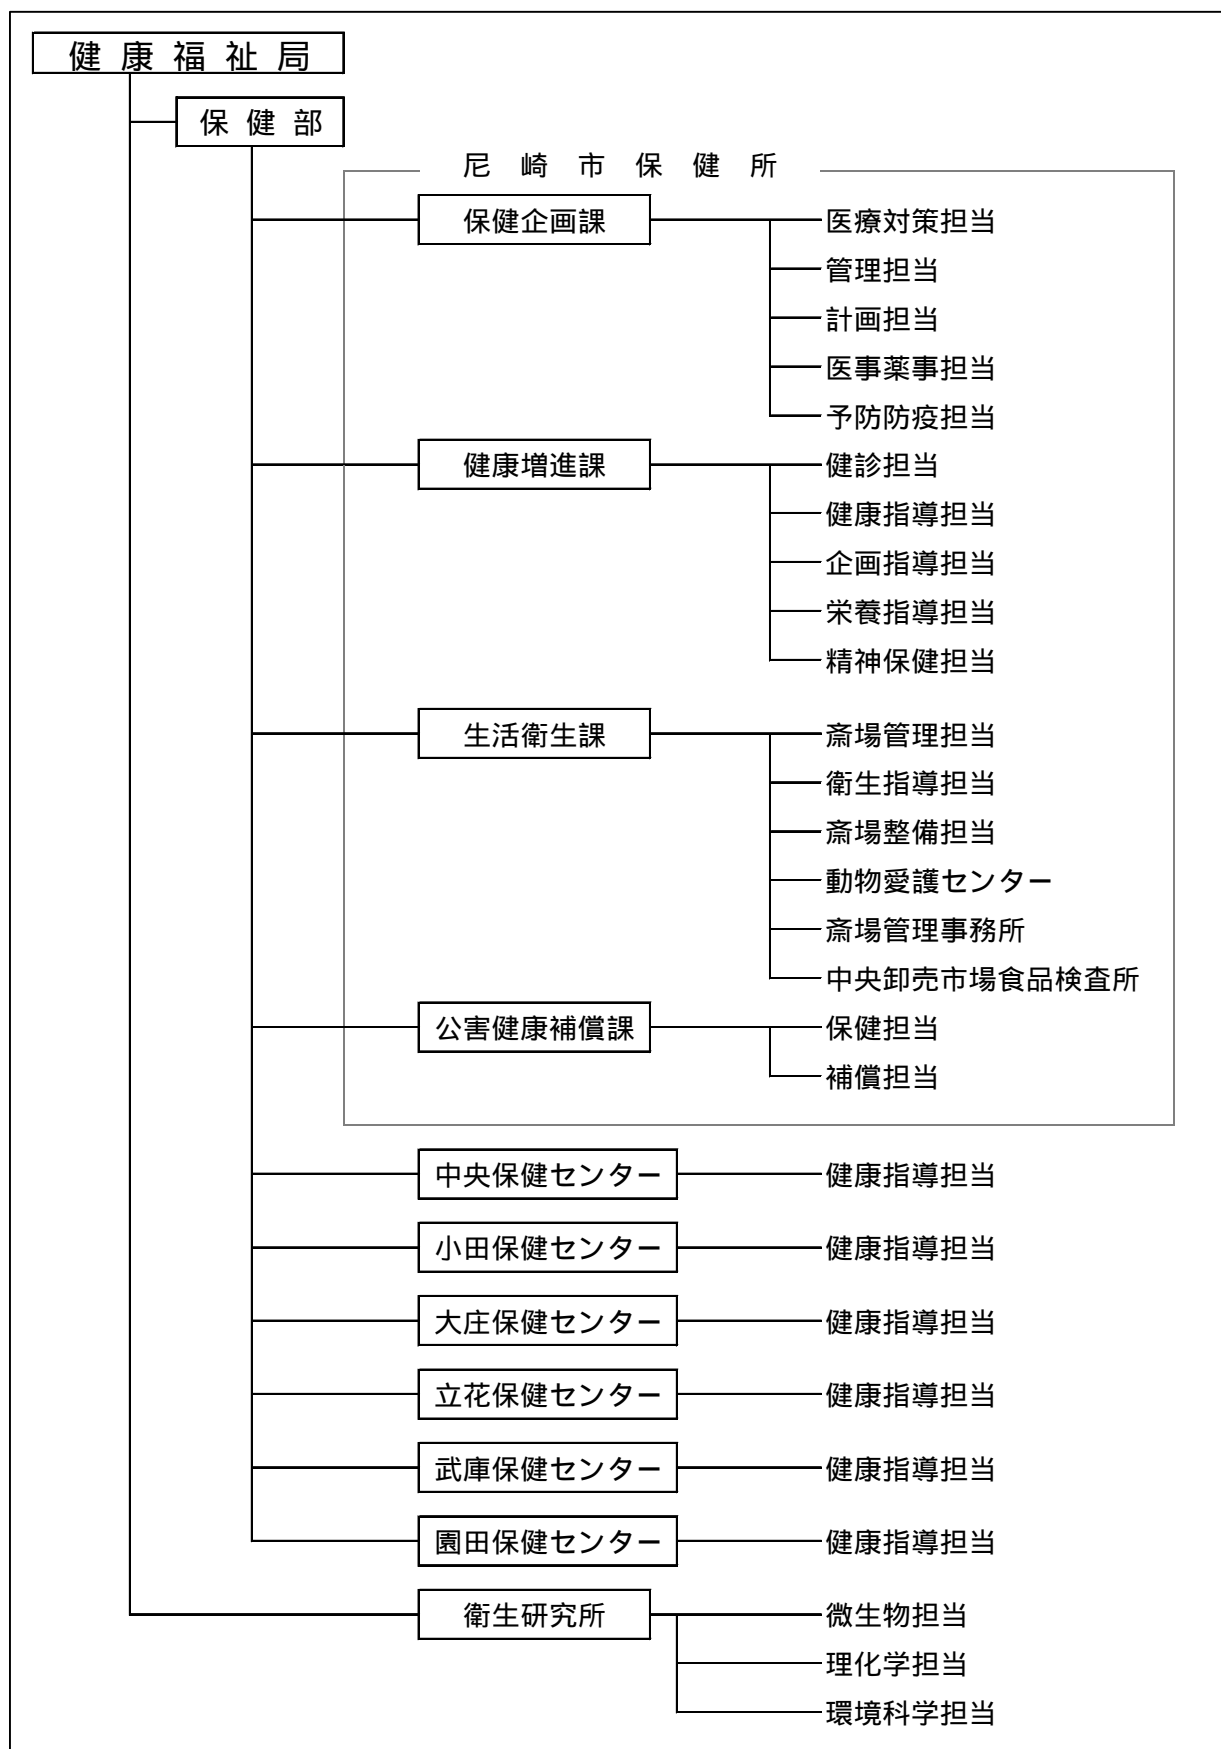 健康福祉局
保健部
尼崎市保健所
保健企画課
医療対策担当
管理担当
計画担当
医事薬事担当
予防防疫担当
健康増進課
健診担当
健康指導担当
企画指導担当
栄養指導担当
精神保健担当
生活衛生課
斎場管理担当
衛生指導担当
斎場整備担当
動物愛護センター
斎場管理事務所
中央卸売市場食品検査所
公害健康補償課
保健担当
補償担当
中央保健センター
健康指導担当
小田保健センター
健康指導担当
大庄保健センター
健康指導担当
立花保健センター
健康指導担当
武庫保健センター
健康指導担当
園田保健センター
健康指導担当
衛生研究所
微生物担当
理化学担当
環境科学担当